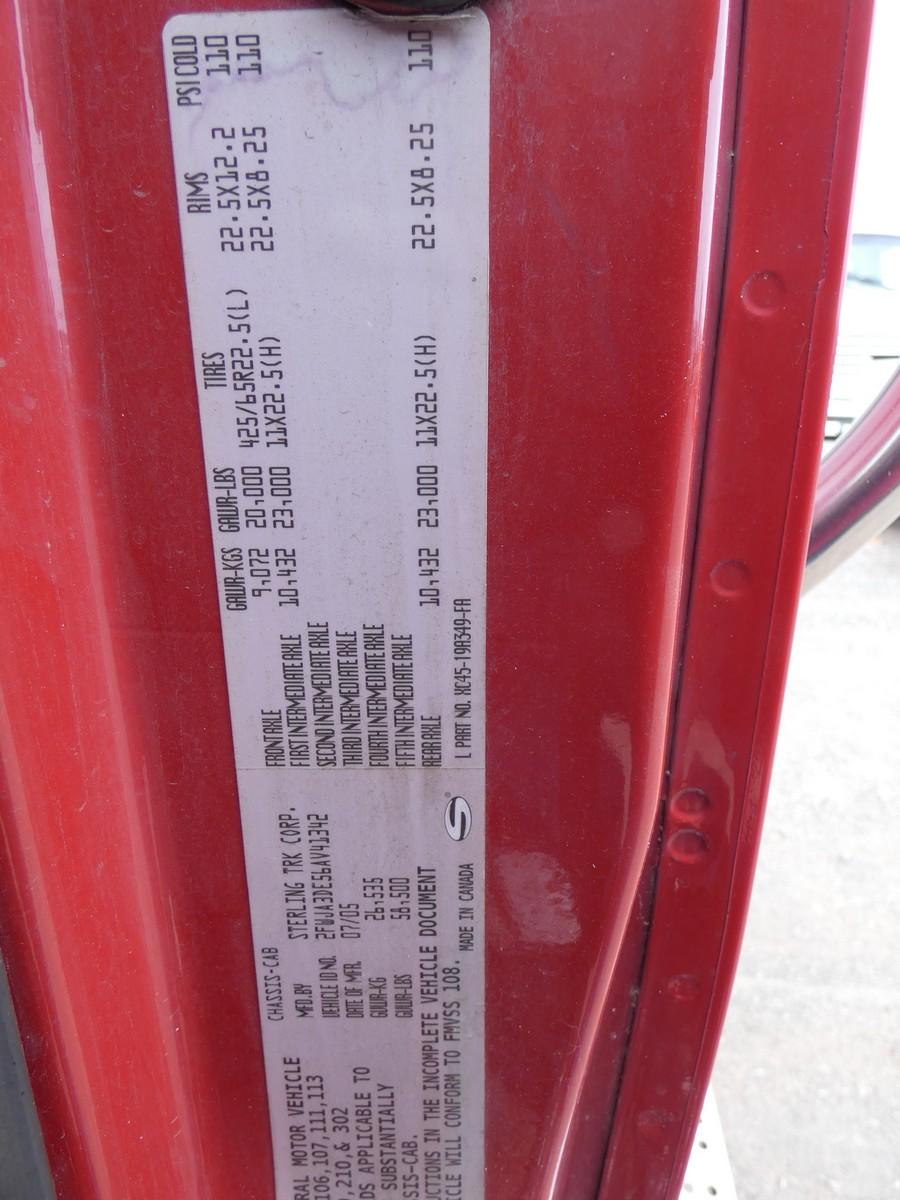 RAL MOTOR VEHICLE
106,107,111,113
,210,& 302
DS APPLICABLE TO
SUBSTANTIALLY
SIS-CAB.
UCTIONS IN THE INCOMPLETE VEHICLE DOCUMENT
ICLE WILL CONFORM TO FMVSS 108.
MADE IN CANADA
CHASSIS-CAB
MFD.BY STERLING TRK CORP.
VEHICLE ID NO. 2FWJA3DE56AV41342
DATE OF MFR. 07/05
GVWR-KG 26,535
GVWR-LBS 58,500
GAWR-KGS GAWR-LBS TIRES RIMS PSI COLD
FRONT AXLE 9,072 20,000 425/65R22.5(L) 22.5X12.2 110
FIRST INTERMEDIATE AXLE 10,432 23,000 11X22.5(H) 22.5X8.25 110
SECOND INTERMEDIATE AXLE
THIRD INTERMEDIATE AXLE
FOURTH INTERMEDIATE AXLE
FIFTH INTERMEDIATE AXLE
REAR AXLE 10,432 23,000 11X22.5(H) 22.5X8.25 110
L PART NO. XC45-19A349-FA